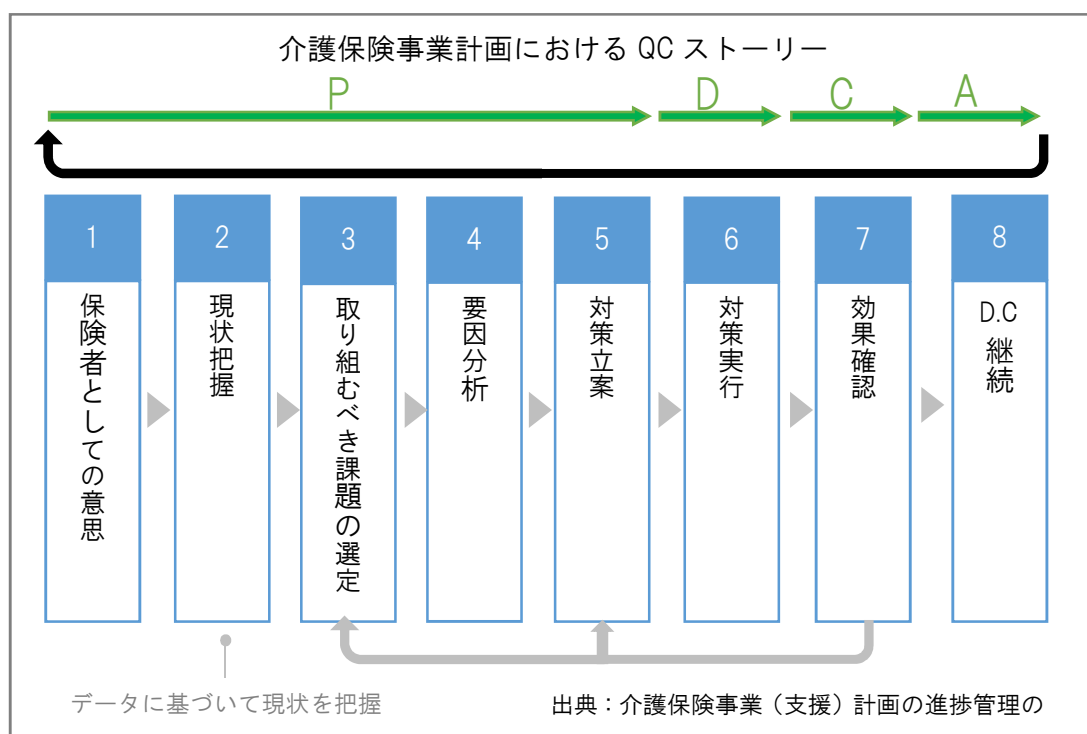 介護保険事業計画における QC ストーリー
P
D
C
A
1
2
3
4
5
6
7
8
保険者としての意思
現状把握
取り組むべき課題の選定
要因分析
対策立案
対策実行
効果確認
D.C
継続
データに基づいて現状を把握
出典：介護保険事業（支援）計画の進捗管理の